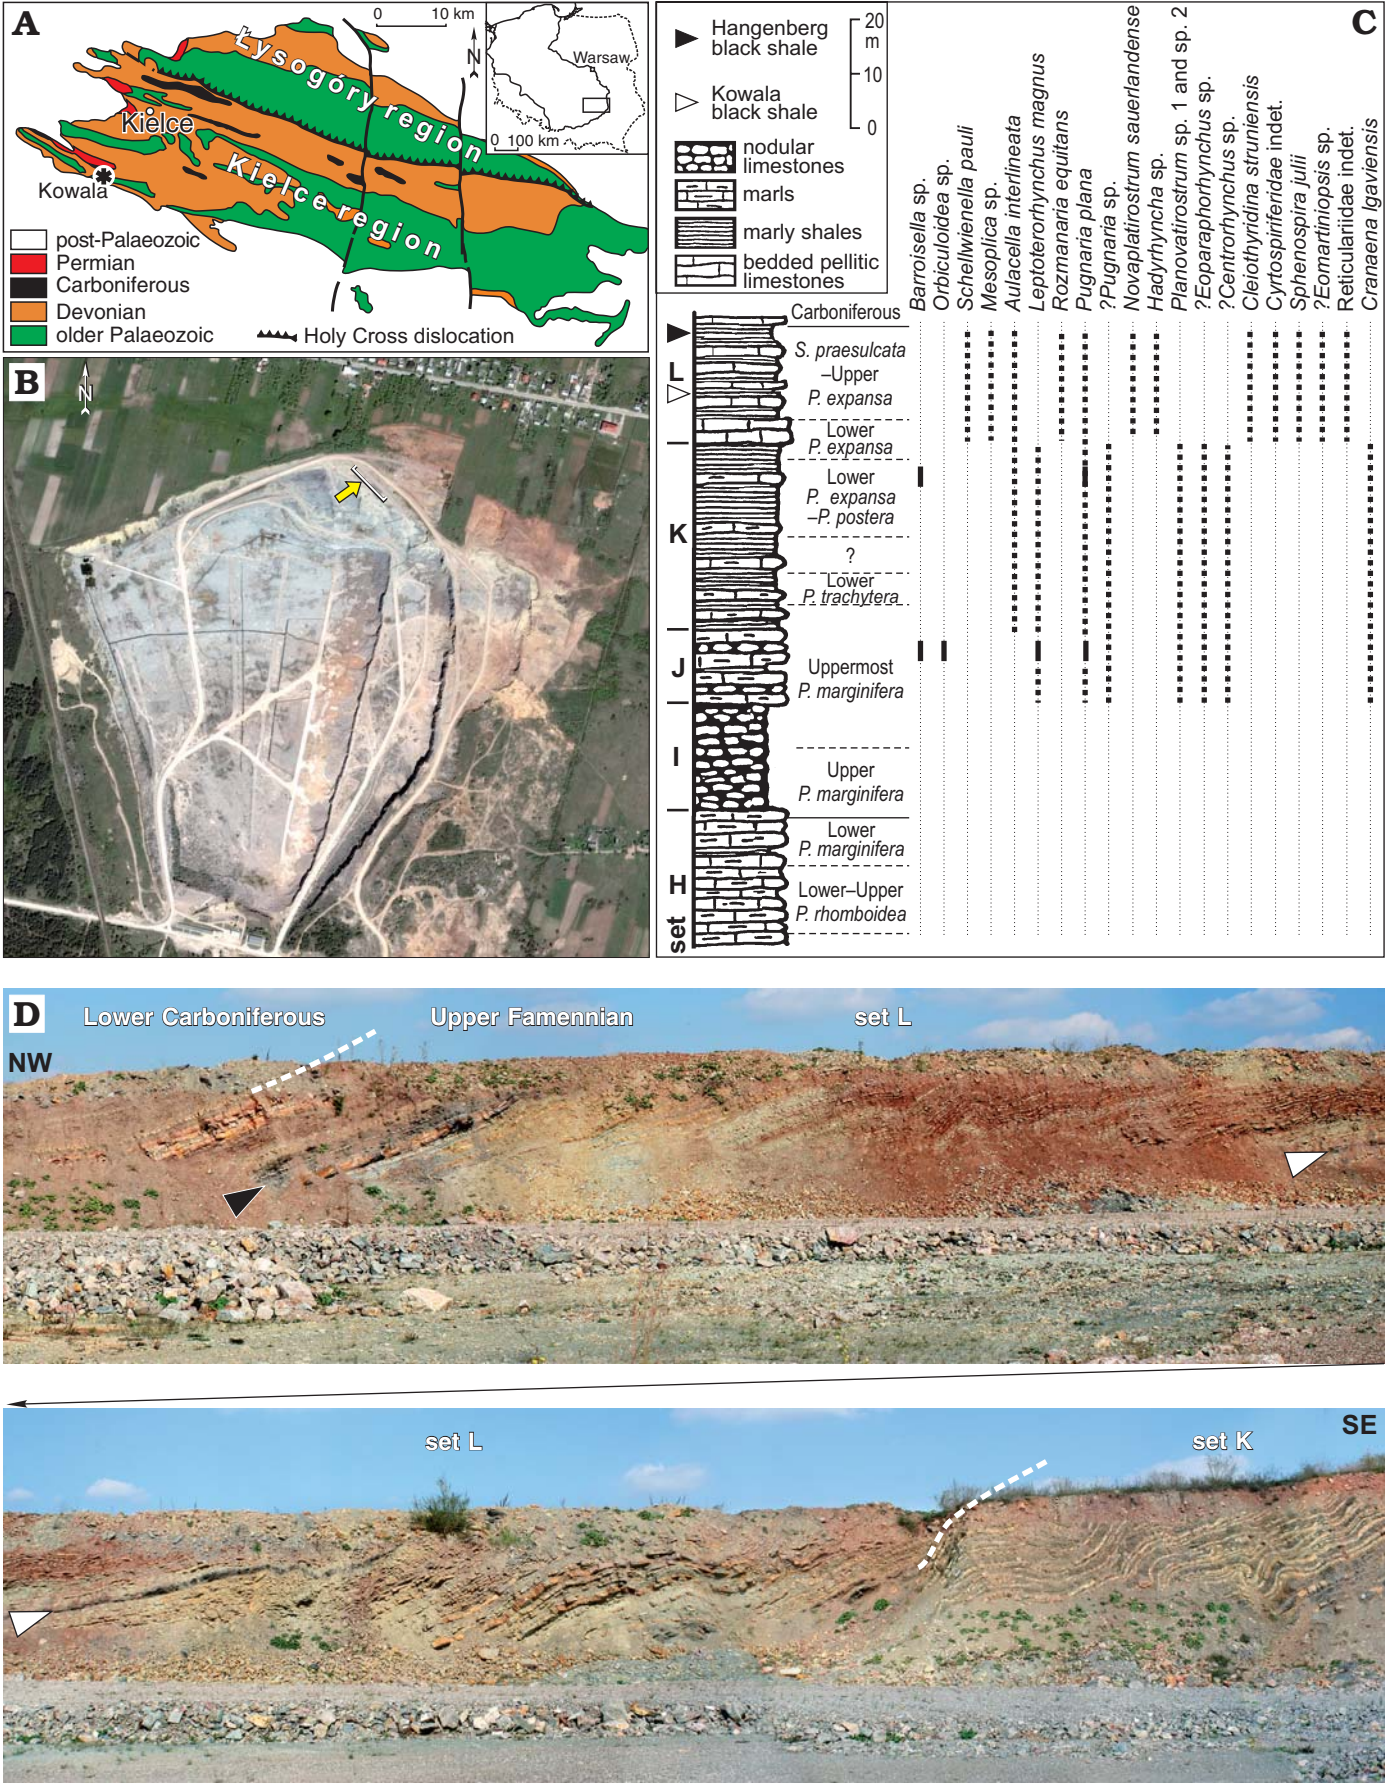 A
0 10 km
N
Warsaw
0 100 km
Łysogóry region
Kielce
Kielce region
Kowala
post-Palaeozoic
Permian
Carboniferous
Devonian
older Palaeozoic
Holy Cross dislocation
B
N
C
Hangenberg
black shale
Kowala
black shale
20
m
10
0
nodular
limestones
marls
marly shales
bedded pellitic
limestones
Barroisella sp.
Orbiculoidea sp.
Schellwienella pauli
Mesoplica sp.
Aulacella interlineata
Leptoterorhynchus magnus
Rozmanaria equitans
Pugnaria plana
?Pugnaria sp.
Novaplatirostrum sauerlandense
Hadyrhyncha sp.
Planovatirostrum sp. 1 and sp. 2
?Eoparaphorhynchus sp.
?Centrorhynchus sp.
Cleiothyridina struniensis
Cyrtospiriferidae indet.
Sphenospira julii
?Eomartiniopsis sp.
Reticulariidae indet.
Cranaena lgaviensis
Carboniferous
L
S. praesulcata
–Upper
P. expansa
Lower
P. expansa
K
Lower
P. expansa
–P. postera
?
Lower
P. trachytera
J
Uppermost
P. marginifera
I
Upper
P. marginifera
Lower
P. marginifera
set H
Lower–Upper
P. rhomboidea
D
Lower Carboniferous
Upper Famennian
set L
NW
set L
set K
SE